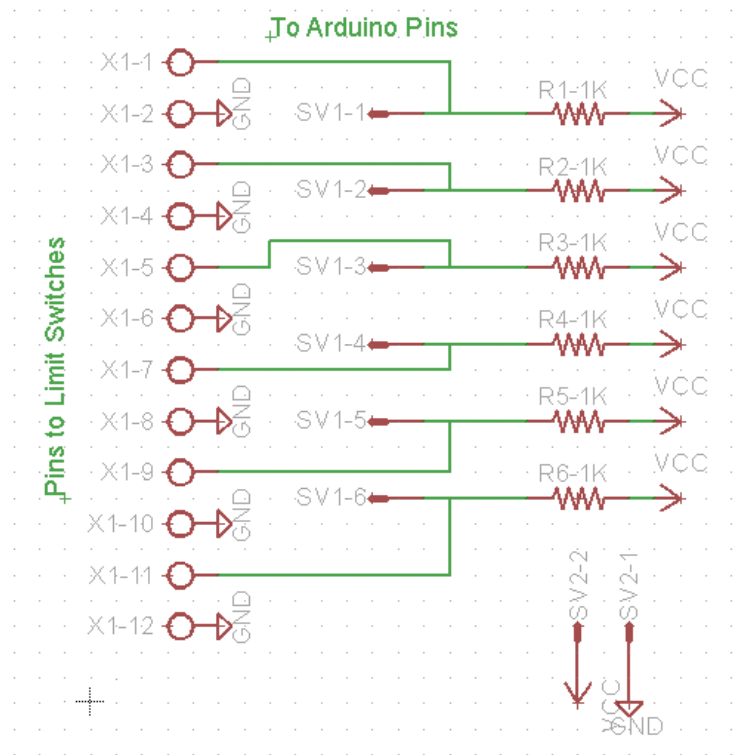 To Arduino Pins
X1-1
R1-1K
VCC
X1-2
GND
SV1-1
X1-3
R2-1K
VCC
SV1-2
X1-4
GND
R3-1K
VCC
X1-5
SV1-3
X1-6
GND
R4-1K
VCC
SV1-4
X1-7
R5-1K
VCC
X1-8
GND
SV1-5
X1-9
R6-1K
VCC
SV1-6
X1-10
GND
X1-11
X1-12
GND
Pins to Limit Switches
SV2-2
SV2-1
VCC
GND